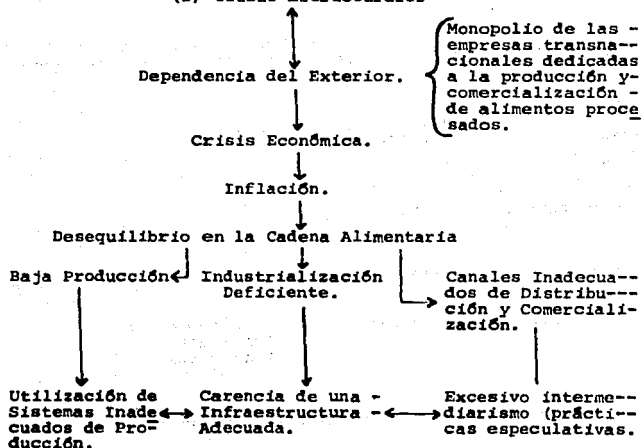 Dependencia del Exterior.
Monopolio de las -
empresas transna--
cionales dedicadas
a la producción y-
comercialización -
de alimentos proce
sados.
Crisis Económica.
Inflación.
Desequilibrio en la Cadena Alimentaria
Baja Producción
Industrialización
Deficiente.
Canales Inadecua--
dos de Distribu---
ción y Comerciali-
zación.
Utilización de
Sistemas Inade
cuados de Pro-
ducción.
Carencia de una -
Infraestructura -
Adecuada.
Excesivo interme--
diarismo (prácti--
cas especulativas.